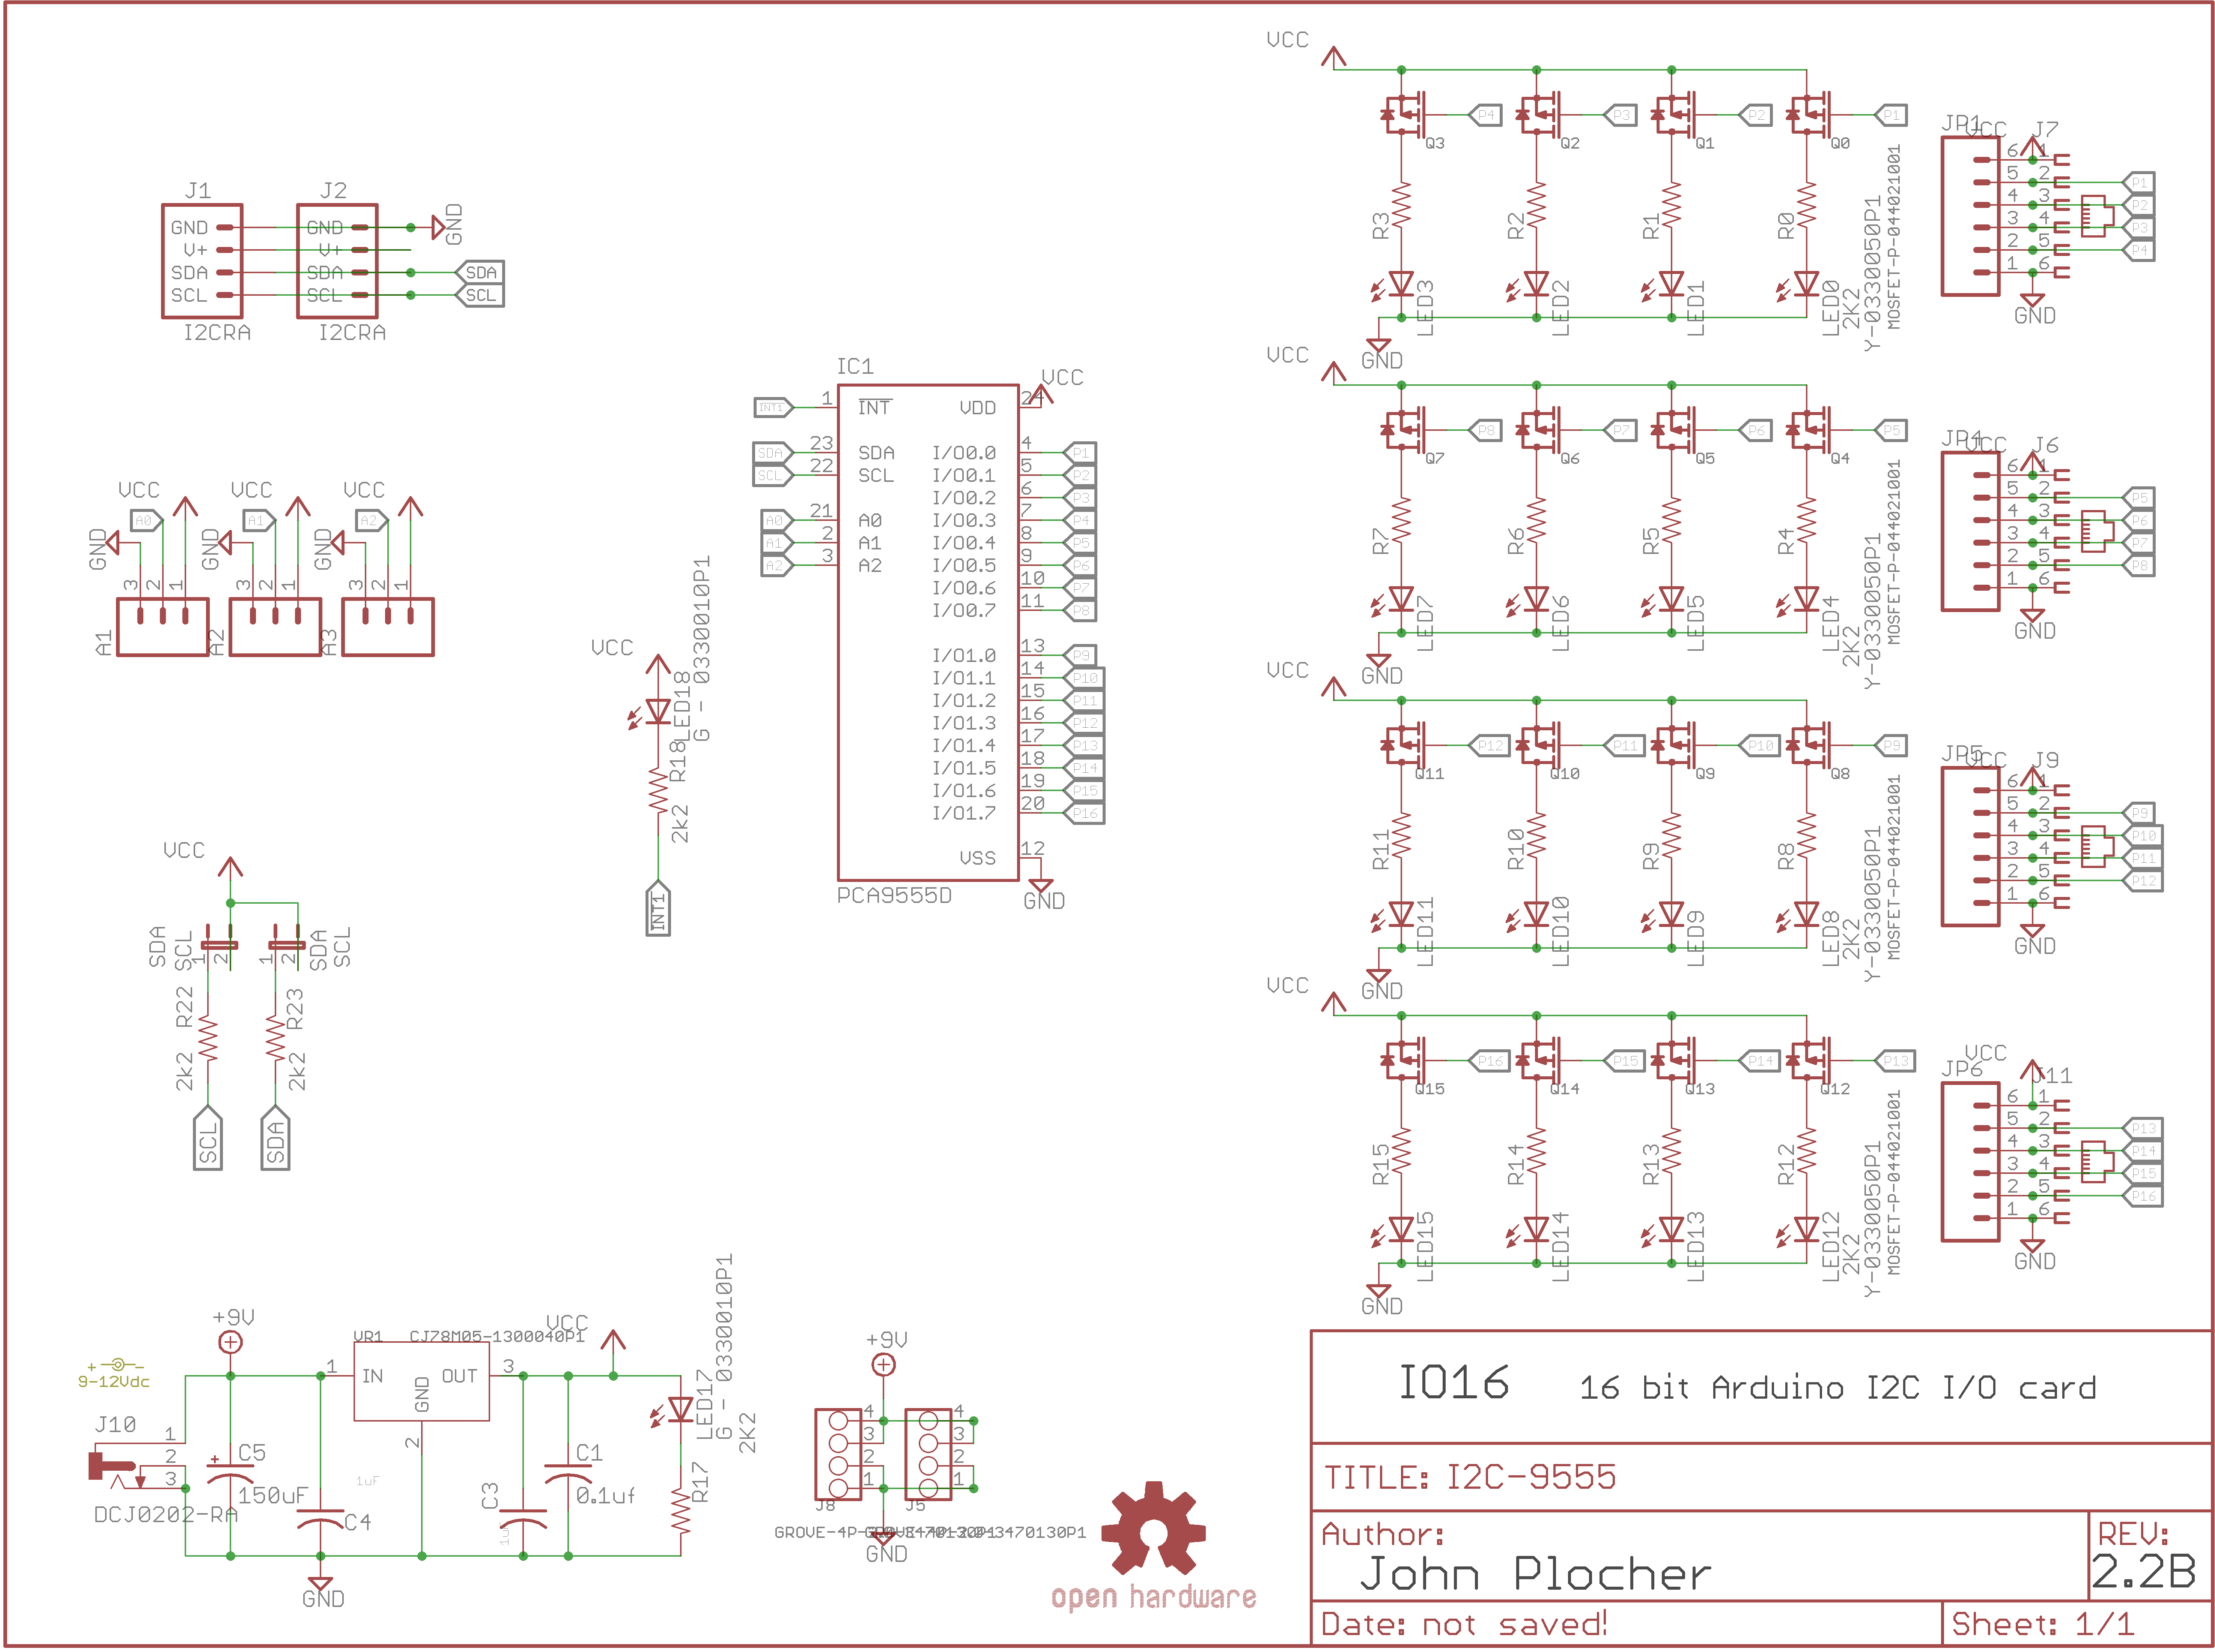 J1
J2
GND
V+
SDA
SCL
I2CRA
GND
V+
SDA
SCL
I2CRA
GND
SDA
SCL
VCC
VCC
VCC
A0
A1
A2
GND
GND
GND
3 2 1
3 2 1
3 2 1
A1
A2
A3
VCC
SDA
SCL
SDA
SCL
1 2
1 2
R22
R23
2k2
2k2
SCL
SDA
VCC
LED18
G - 0330010P1
R18
2k2
INT1
IC1
VCC
INT1 1 INT VDD 24
SDA 23 SDA I/O0.0 4 P1
SCL 22 SCL I/O0.1 5 P2
I/O0.2 6 P3
A0 21 A0 I/O0.3 7 P4
A1 2 A1 I/O0.4 8 P5
A2 3 A2 I/O0.5 9 P6
I/O0.6 10 P7
I/O0.7 11 P8
I/O1.0 13 P9
I/O1.1 14 P10
I/O1.2 15 P11
I/O1.3 16 P12
I/O1.4 17 P13
I/O1.5 18 P14
I/O1.6 19 P15
I/O1.7 20 P16
VSS 12
PCA9555D
GND
VCC
P4 P3 P2 P1
Q3 Q2 Q1 Q0
R3 R2 R1 R0
LED3 LED2 LED1 LED0
2K2
Y-0330050P1
MOSFET-P-044021001
GND
JP1
VCC
J7
6 1
5 2 P1
4 3 P2
3 4 P3
2 5 P4
1 6
GND
VCC
P8 P7 P6 P5
Q7 Q6 Q5 Q4
R7 R6 R5 R4
LED7 LED6 LED5 LED4
2K2
Y-0330050P1
MOSFET-P-044021001
GND
JP4
VCC
J6
6 1
5 2 P5
4 3 P6
3 4 P7
2 5 P8
1 6
GND
VCC
P12 P11 P10 P9
Q11 Q10 Q9 Q8
R11 R10 R9 R8
LED11 LED10 LED9 LED8
2K2
Y-0330050P1
MOSFET-P-044021001
GND
JP5
VCC
J9
6 1
5 2 P9
4 3 P10
3 4 P11
2 5 P12
1 6
GND
VCC
P16 P15 P14 P13
Q15 Q14 Q13 Q12
R15 R14 R13 R12
LED15 LED14 LED13 LED12
2K2
Y-0330050P1
MOSFET-P-044021001
GND
JP6
VCC
J11
6 1
5 2 P13
4 3 P14
3 4 P15
2 5 P16
1 6
GND
+9V
+ -
9-12Vdc
J10
1
2
3
DCJ0202-RA
C5
150uF
1uF
C4
GND
VR1 CJ78M05-1300040P1
1 IN OUT 3
GND
2
VCC
C3
1u
C1
0.1uf
LED17
G - 0330010P1
2K2
R17
+9V
4 4
3 3
2 2
1 1
J8 J5
GND
open hardware
IO16 16 bit Arduino I2C I/O card
TITLE: I2C-9555
Author:
John Plocher
REV:
2.2B
Date: not saved!
Sheet: 1/1